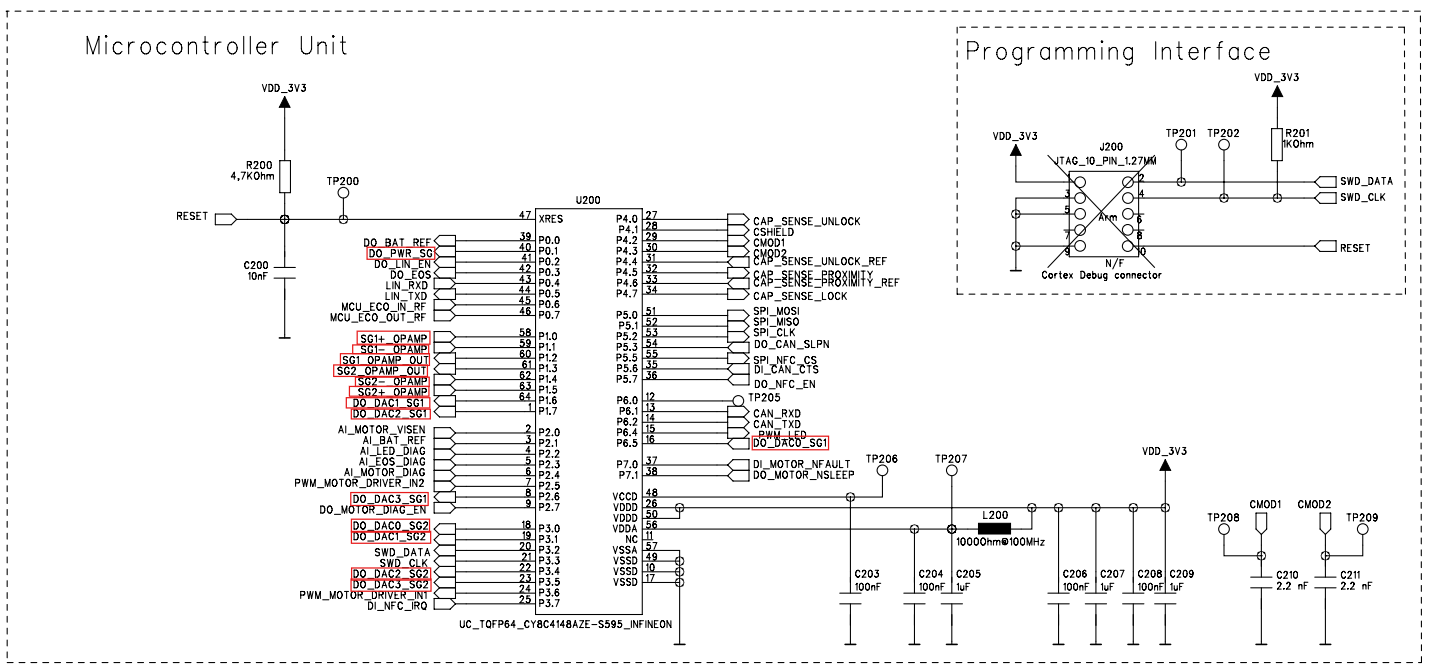 Microcontroller Unit
Programming Interface
VDD_3V3
R200
4,7KOhm
TP200
RESET
C200
10nF
U200
47 XRES
39 P0.0 DO_BAT_REF
40 P0.1 DO_PWR_SG
41 P0.2 DO_LIN_EN
42 P0.3 DO_EOS
43 P0.4 LIN_RXD
44 P0.5 LIN_TXD
45 P0.6 MCU_ECO_IN_RF
46 P0.7 MCU_ECO_OUT_RF
58 P1.0 SG1+_OPAMP
59 P1.1 SG1-_OPAMP
60 P1.2 SG1_OPAMP_OUT
61 P1.3 SG2_OPAMP_OUT
62 P1.4 SG2-_OPAMP
63 P1.5 SG2+_OPAMP
64 P1.6 DO_DAC1_SG1
1 P1.7 DO_DAC2_SG1
2 P2.0 AI_MOTOR_VISEN
3 P2.1 AI_BAT_REF
4 P2.2 AI_LED_DIAG
5 P2.3 AI_EOS_DIAG
6 P2.4 AI_MOTOR_DIAG
7 P2.5 PWM_MOTOR_DRIVER_IN2
8 P2.6 DO_DAC3_SG1
9 P2.7 DO_MOTOR_DIAG_EN
18 P3.0 DO_DAC0_SG2
19 P3.1 DO_DAC1_SG2
20 P3.2 SWD_DATA
21 P3.3 SWD_CLK
22 P3.4 DO_DAC2_SG2
23 P3.5 DO_DAC3_SG2
24 P3.6 PWM_MOTOR_DRIVER_INT
25 P3.7 DI_NFC_IRQ
P4.0 27 CAP_SENSE_UNLOCK
P4.1 28 CSHIELD
P4.2 29 CMOD1
P4.3 30 CMOD2
P4.4 31 CAP_SENSE_UNLOCK_REF
P4.5 32 CAP_SENSE_PROXIMITY
P4.6 33 CAP_SENSE_PROXIMITY_REF
P4.7 34 CAP_SENSE_LOCK
P5.0 51 SPI_MOSI
P5.1 52 SPI_MISO
P5.2 53 SPI_CLK
P5.3 54 DO_CAN_SLPN
P5.5 55 SPI_NFC_CS
P5.6 35 DI_CAN_CTS
P5.7 36 DO_NFC_EN
P6.0 12 TP205
P6.1 13 CAN_RXD
P6.2 14 CAN_TXD
P6.4 15 PWM_LED
P6.5 16 DO_DAC0_SG1
P7.0 37 DI_MOTOR_NFAULT
P7.1 38 DO_MOTOR_NSLEEP
VCCD 48
VDDD 26
VDDD 50
VDDA 56
NC 11
VSSA 57
VSSD 49
VSSD 10
VSSD 17
UC_TQFP64_CY8C4148AZE-S595_INFINEON
TP206
TP207
VDD_3V3
L200
1000Ohm@100MHz
C203
100nF
C204
100nF
C205
1uF
C206
100nF
C207
1uF
C208
100nF
C209
1uF
CMOD1
CMOD2
TP208
TP209
C210
2.2 nF
C211
2.2 nF
VDD_3V3
VDD_3V3
R201
1KOhm
TP201
TP202
J200
JTAG_10_PIN_1.27MM
1
2
3
4
5
6
7
8
9
10
Arm
N/F
Cortex Debug connector
SWD_DATA
SWD_CLK
RESET